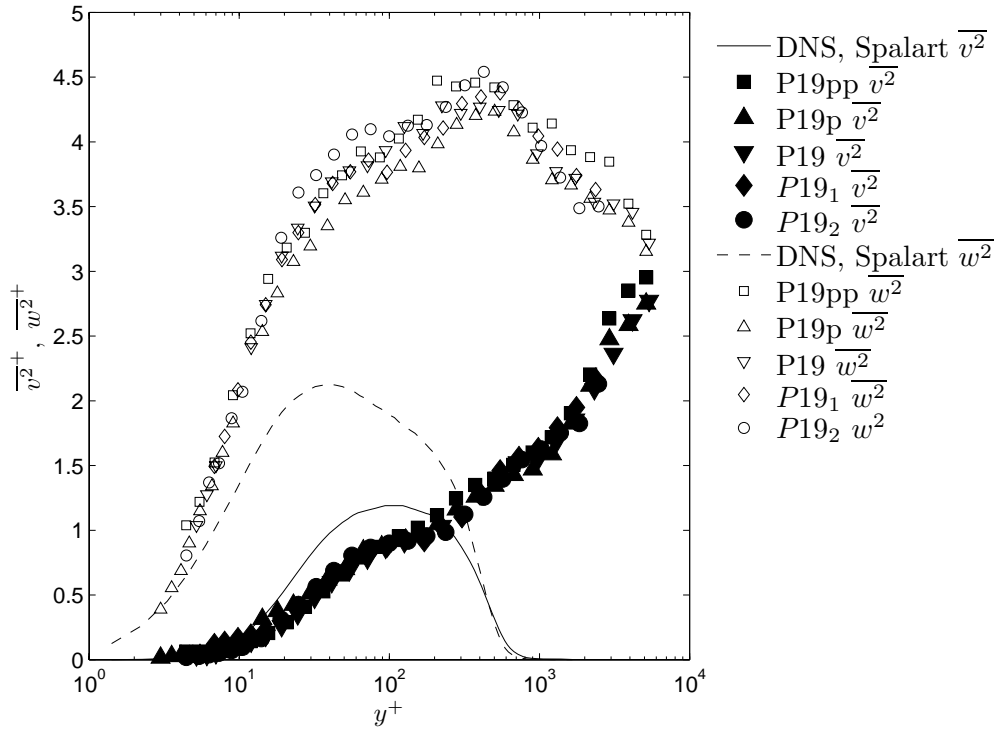 5
4.5
4
3.5
3
2.5
2
1.5
1
0.5
0
10⁰ 10¹ 10² 10³ 10⁴
y⁺
v²⁺ , w²⁺
DNS, Spalart v²
P19pp v²
P19p v²
P19 v²
P19₁ v²
P19₂ v²
DNS, Spalart w²
P19pp w²
P19p w²
P19 w²
P19₁ w²
P19₂ w²